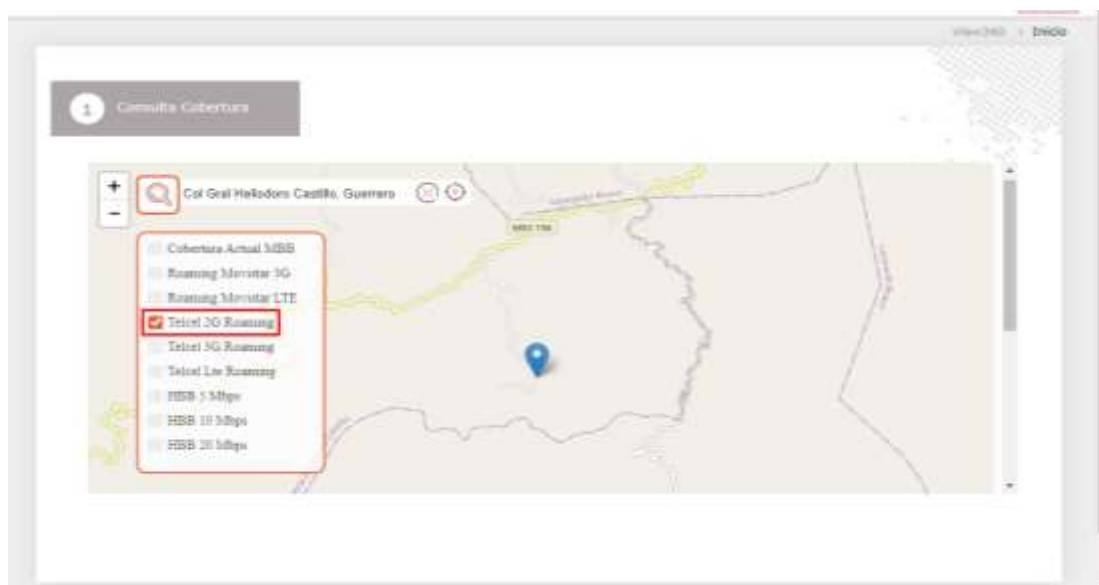 Inicio
1 Consulta Cobertura
+
-
Col Gral Heliodoro Castillo, Guerrero
Cobertura Actual MBB
Roaming Movistar 3G
Roaming Movistar LTE
Telcel 2G Roaming
Telcel 3G Roaming
Telcel Lte Roaming
HBB 5 Mbps
HBB 10 Mbps
HBB 20 Mbps